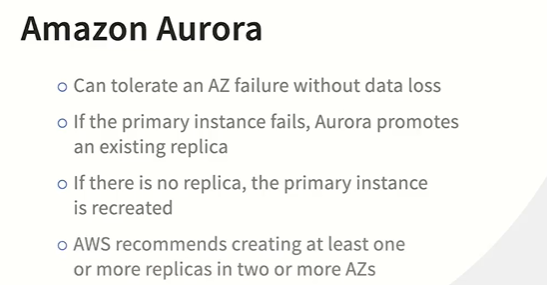 Amazon Aurora
Can tolerate an AZ failure without data loss
If the primary instance fails, Aurora promotes
an existing replica
If there is no replica, the primary instance
is recreated
AWS recommends creating at least one
or more replicas in two or more AZs